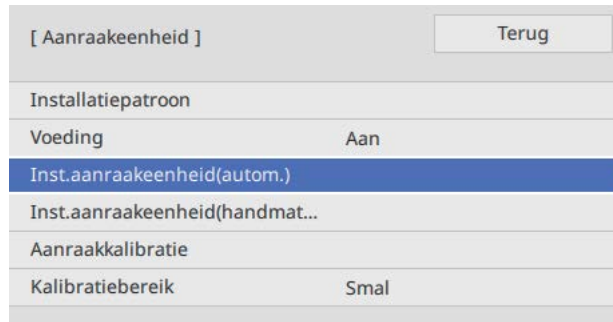 [ Aanraakeenheid ]
Terug
Installatiepatroon
Voeding Aan
Inst.aanraakeenheid(autom.)
Inst.aanraakeenheid(handmat...
Aanraakkalibratie
Kalibratiebereik Smal